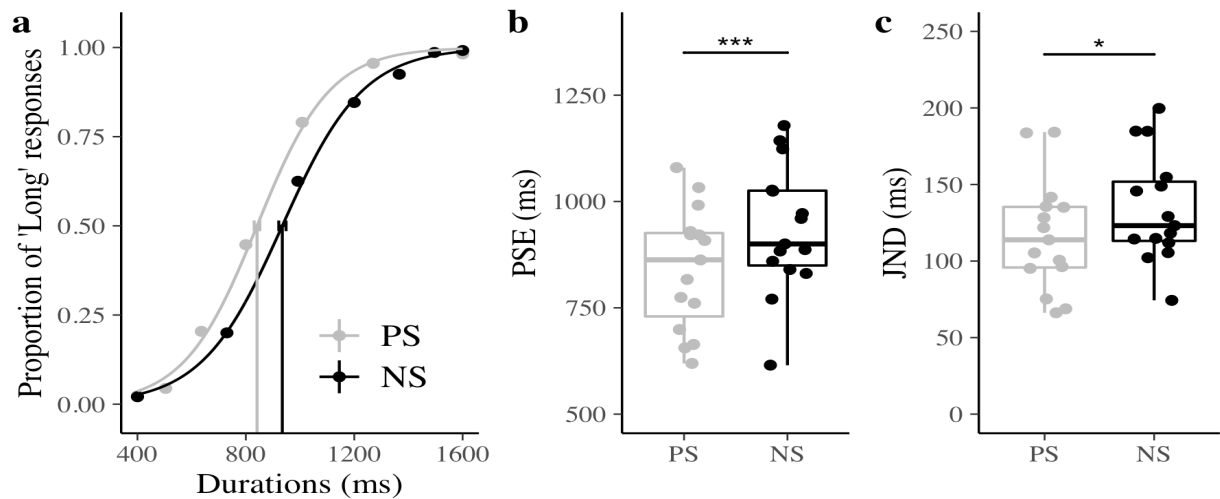 a
Proportion of 'Long' responses
1.00
0.75
0.50
0.25
0.00
400
800
1200
1600
Durations (ms)
PS
NS
b
PSE (ms)
1250
1000
750
500
***
PS
NS
c
JND (ms)
250
200
150
100
50
0
*
PS
NS